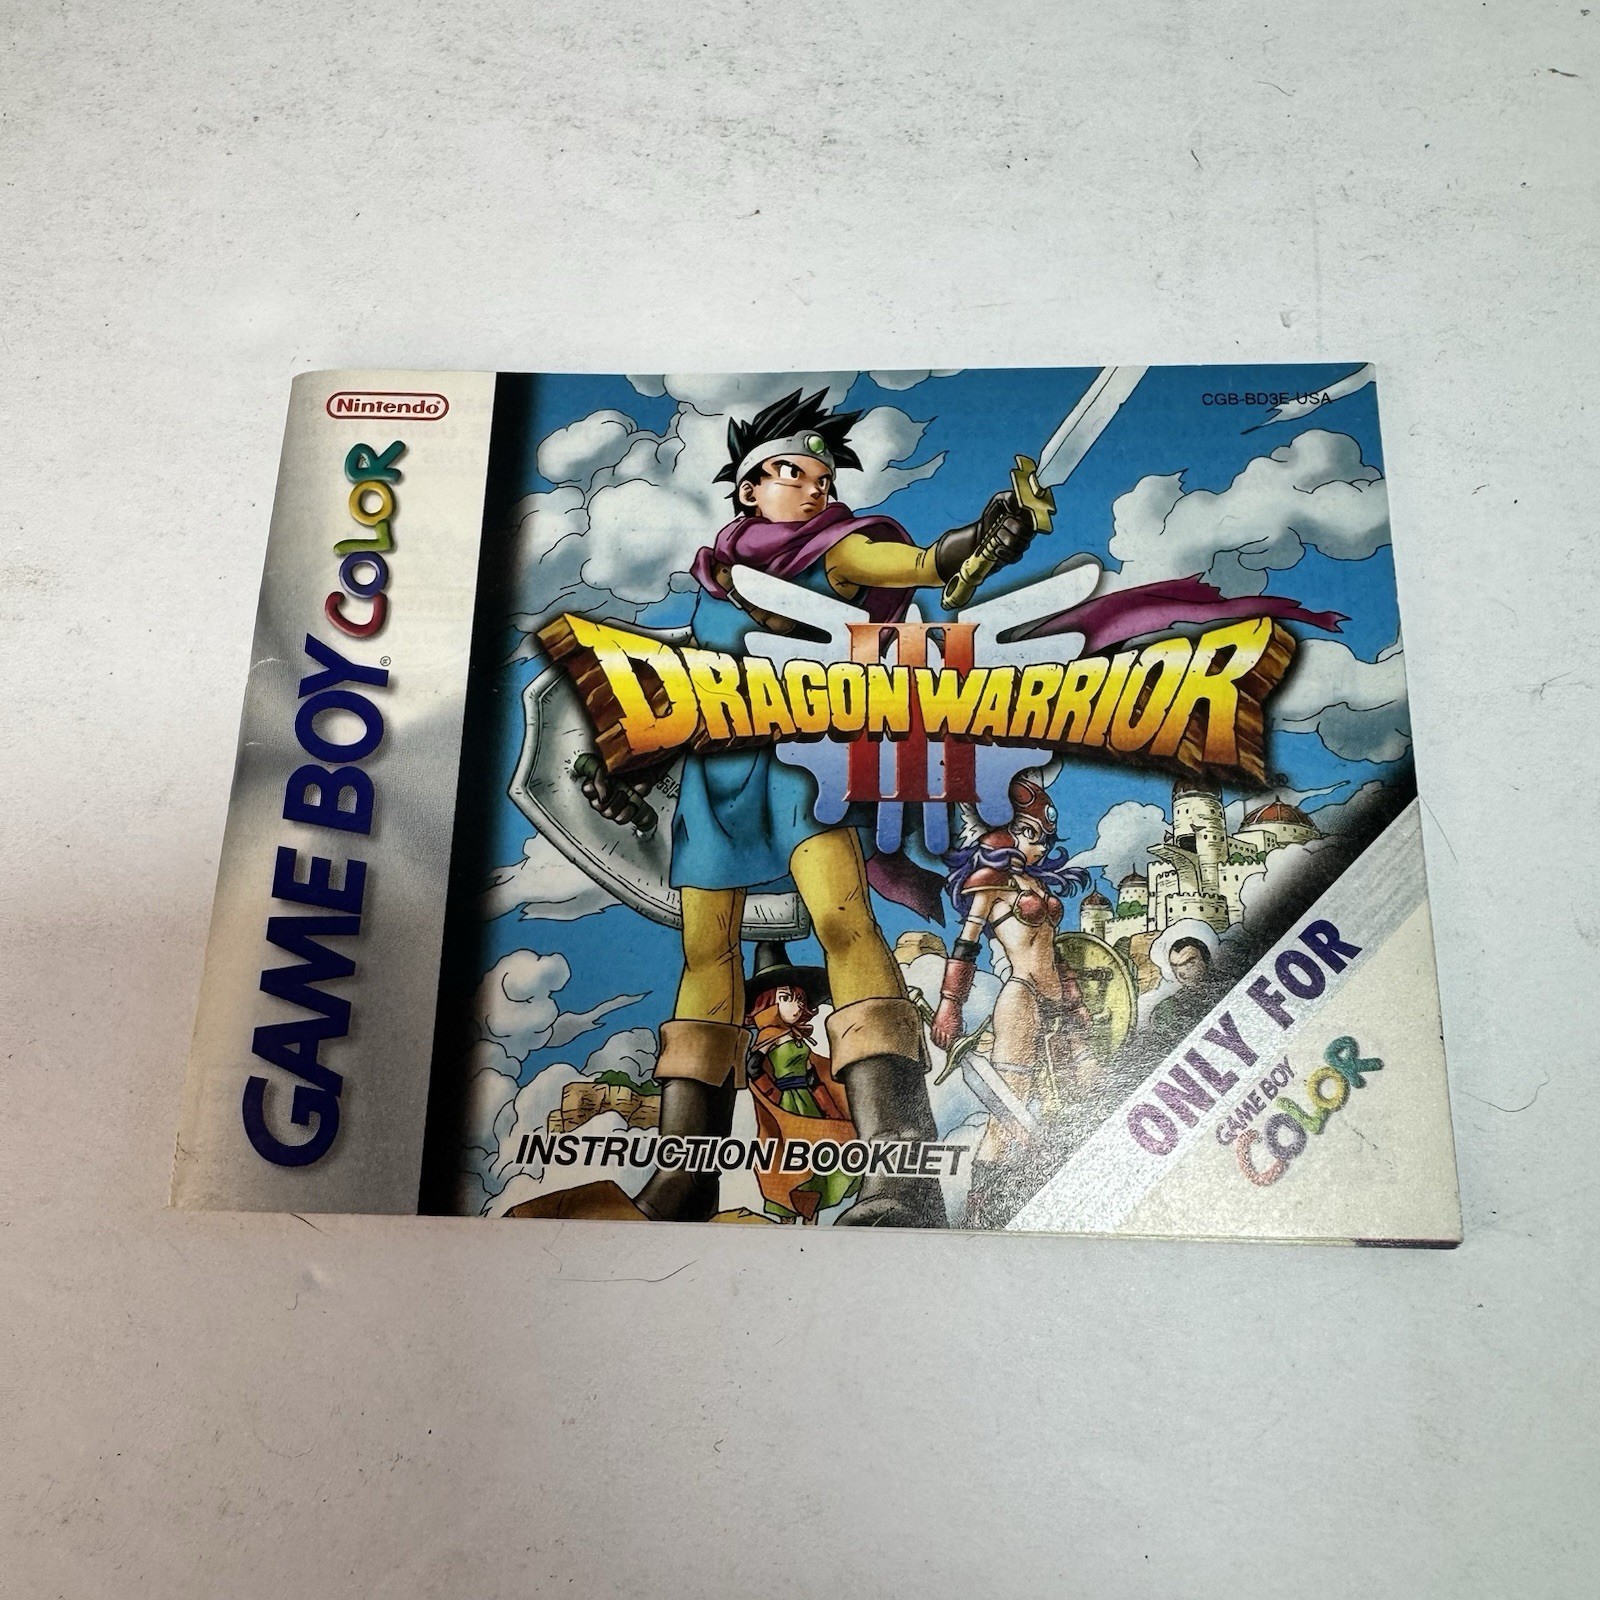 Nintendo®
GAME BOY COLOR
®
CGB-BD3E-USA
III
DRAGON WARRIOR
INSTRUCTION BOOKLET
ONLY FOR
GAME BOY
COLOR